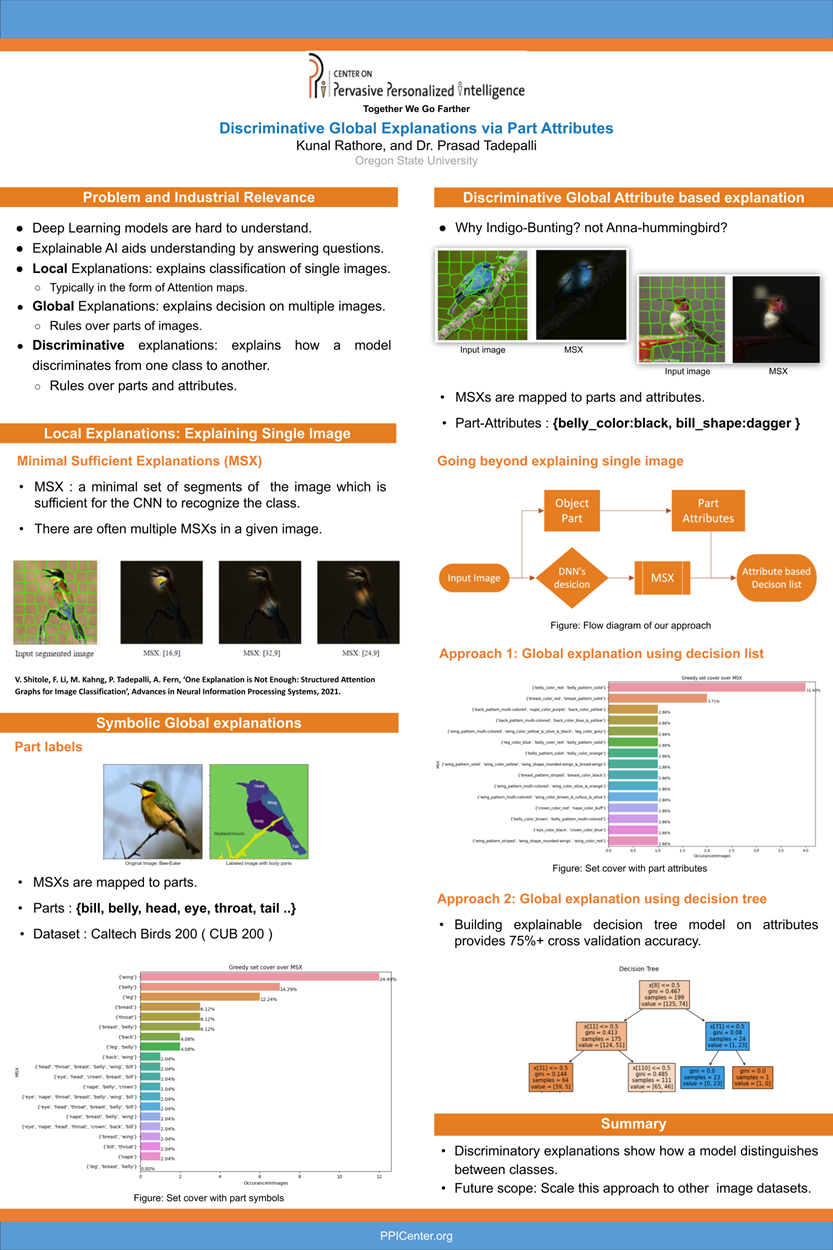 CENTER ON
Pervasive Personalized Intelligence
Together We Go Farther
Discriminative Global Explanations via Part Attributes
Kunal Rathore, and Dr. Prasad Tadepalli
Oregon State University
Problem and Industrial Relevance
● Deep Learning models are hard to understand.
● Explainable AI aids understanding by answering questions.
● Local Explanations: explains classification of single images.
○ Typically in the form of Attention maps.
● Global Explanations: explains decision on multiple images.
○ Rules over parts of images.
● Discriminative explanations: explains how a model
discriminates from one class to another.
○ Rules over parts and attributes.
Local Explanations: Explaining Single Image
Minimal Sufficient Explanations (MSX)
• MSX : a minimal set of segments of the image which is
sufficient for the CNN to recognize the class.
• There are often multiple MSXs in a given image.
Input segmented image
MSX: [16,9]
MSX: [32,9]
MSX: [24,9]
V. Shitole, F. Li, M. Kahng, P. Tadepalli, A. Fern, ‘One Explanation is Not Enough: Structured Attention
Graphs for Image Classification’, Advances in Neural Information Processing Systems, 2021.
Symbolic Global explanations
Part labels
Head
Wing
Body
Tail
Original Image: Bee-Eater
Labeled image with body parts
• MSXs are mapped to parts.
• Parts : {bill, belly, head, eye, throat, tail ..}
• Dataset : Caltech Birds 200 ( CUB 200 )
Greedy set cover over MSX
{'wing'} 24.49%
{'belly'} 14.29%
{'leg'} 12.24%
{'breast'} 6.12%
{'throat'} 6.12%
{'breast', 'belly'} 6.12%
{'back'} 4.08%
{'leg', 'belly'} 4.08%
{'back', 'wing'} 2.04%
{'head', 'throat', 'breast', 'belly', 'wing', 'bill'} 2.04%
{'eye', 'head', 'crown', 'breast', 'bill'} 2.04%
{'nape', 'belly', 'crown'} 2.04%
{'eye', 'nape', 'throat', 'breast', 'belly', 'wing', 'bill'} 2.04%
{'eye', 'head', 'throat', 'breast', 'belly', 'bill'} 2.04%
{'nape', 'breast', 'belly', 'wing'} 2.04%
{'eye', 'nape', 'head', 'throat', 'crown', 'back', 'bill'} 2.04%
{'breast', 'wing'} 2.04%
{'bill', 'throat'} 2.04%
{'nape'} 2.04%
{'leg', 'breast', 'belly'} 0.00%
MSX
0 2 4 6 8 10 12
OccuranceInImages
Figure: Set cover with part symbols
Discriminative Global Attribute based explanation
● Why Indigo-Bunting? not Anna-hummingbird?
Input image
MSX
Input image
MSX
• MSXs are mapped to parts and attributes.
• Part-Attributes : {belly_color:black, bill_shape:dagger }
Going beyond explaining single image
Object
Part
Part
Attributes
Input Image
DNN's
desicion
MSX
Attribute based
Decison list
Figure: Flow diagram of our approach
Approach 1: Global explanation using decision list
Greedy set cover over MSX
{'belly_color_red', 'belly_pattern_solid'} 11.43%
{'breast_color_red', 'belly_pattern_solid'} 5.71%
{'back_pattern_multi-colored', 'nape_color_purple', 'back_color_yellow'} 2.86%
{'back_pattern_multi-colored', 'back_color_blue_&_yellow'} 2.86%
{'wing_pattern_multi-colored', 'wing_color_yellow_&_olive_&_black', 'leg_color_grey'} 2.86%
{'leg_color_blue', 'belly_color_red', 'belly_pattern_solid'} 2.86%
{'belly_pattern_solid', 'belly_color_orange'} 2.86%
{'wing_pattern_solid', 'wing_color_yellow', 'wing_shape_rounded-wings_&_broad-wings'} 2.86%
{'breast_pattern_striped', 'breast_color_black'} 2.86%
{'wing_pattern_multi-colored', 'wing_color_olive_&_orange'} 2.86%
{'wing_pattern_multi-colored', 'wing_color_brown_&_rufous_&_olive'} 2.86%
{'crown_color_red', 'nape_color_buff'} 2.86%
{'belly_color_brown', 'belly_pattern_multi-colored'} 2.86%
{'eye_color_black', 'crown_color_blue'} 2.86%
{'wing_pattern_striped', 'wing_shape_rounded-wings', 'wing_color_red'} 2.86%
MSX
0.0 0.5 1.0 1.5 2.0 2.5 3.0 3.5 4.0
OccuranceInImages
Figure: Set cover with part attributes
Approach 2: Global explanation using decision tree
• Building explainable decision tree model on attributes
provides 75%+ cross validation accuracy.
Decision Tree
x[8] <= 0.5
gini = 0.467
samples = 199
value = [125, 74]
x[11] <= 0.5
gini = 0.413
samples = 175
value = [124, 51]
x[71] <= 0.5
gini = 0.08
samples = 24
value = [1, 23]
x[31] <= 0.5
gini = 0.144
samples = 64
value = [59, 5]
x[110] <= 0.5
gini = 0.485
samples = 111
value = [65, 46]
gini = 0.0
samples = 23
value = [0, 23]
gini = 0.0
samples = 1
value = [1, 0]
Summary
• Discriminatory explanations show how a model distinguishes
between classes.
• Future scope: Scale this approach to other image datasets.
PPICenter.org